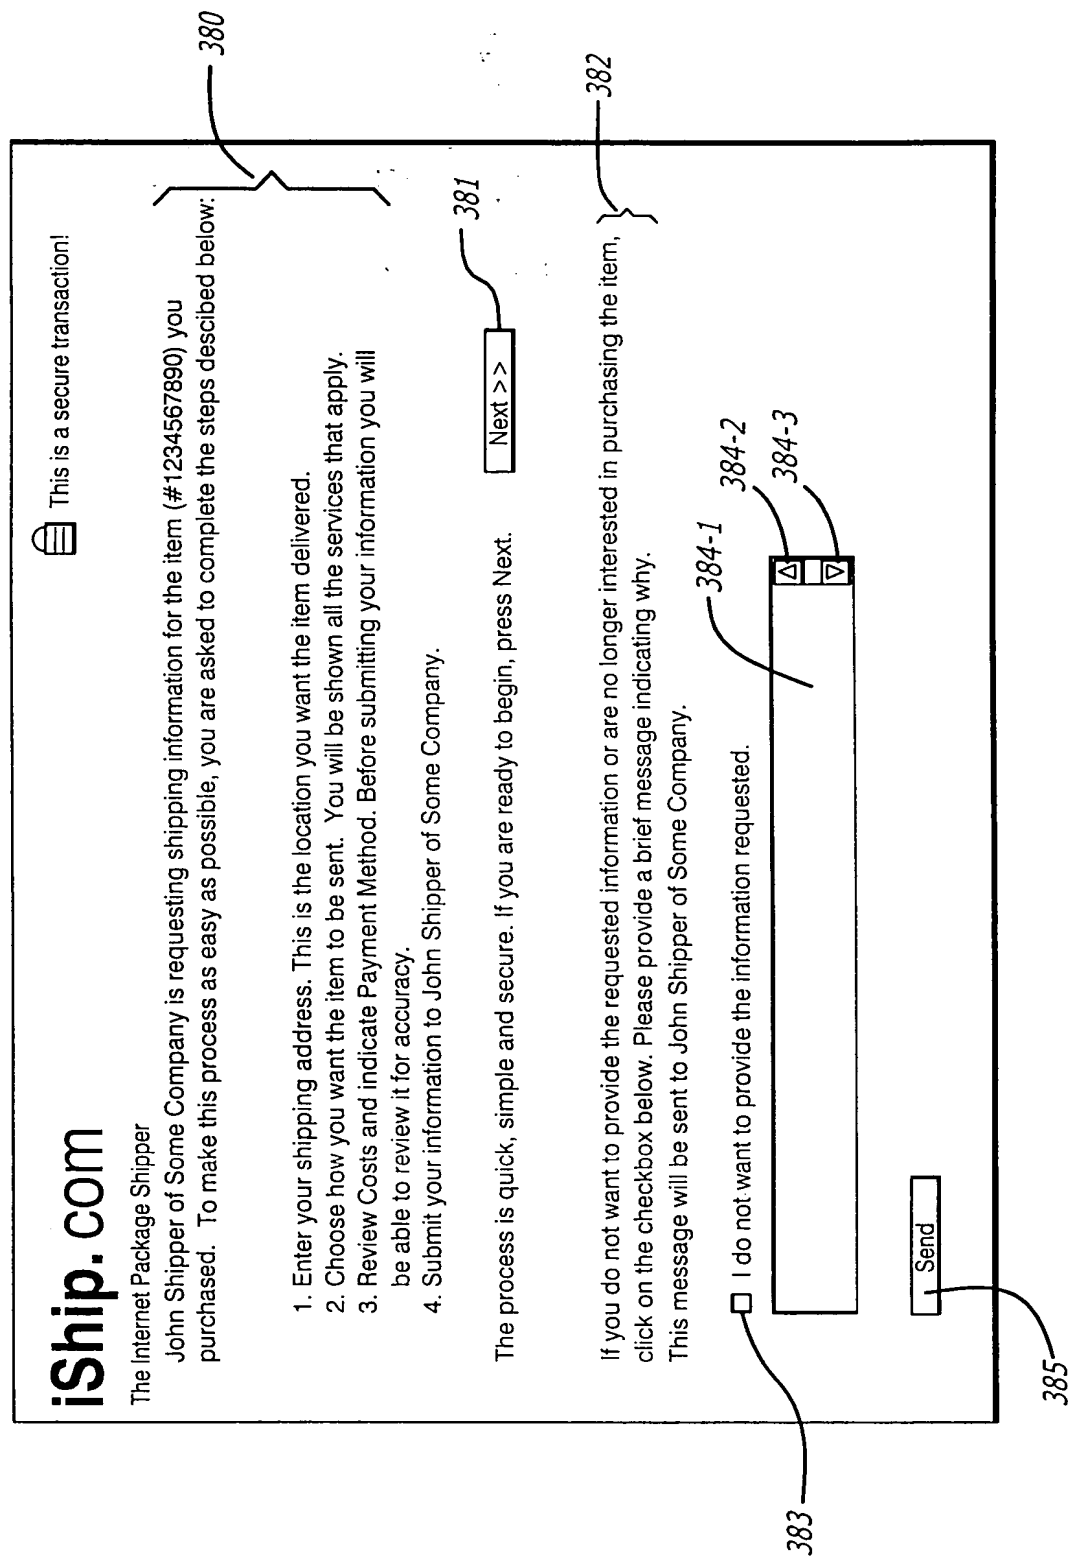 iShip.com
This is a secure transaction!
380
The Internet Package Shipper
John Shipper of Some Company is requesting shipping information for the item (#1234567890) you
purchased. To make this process as easy as possible, you are asked to complete the steps descibed below:
1. Enter your shipping address. This is the location you want the item delivered.
2. Choose how you want the item to be sent. You will be shown all the services that apply.
3. Review Costs and indicate Payment Method. Before submitting your information you will
be able to review it for accuracy.
4. Submit your information to John Shipper of Some Company.
381
The process is quick, simple and secure. If you are ready to begin, press Next.
Next >>
382
If you do not want to provide the requested information or are no longer interested in purchasing the item,
click on the checkbox below. Please provide a brief message indicating why.
This message will be sent to John Shipper of Some Company.
384-1
384-2
384-3
I do not want to provide the information requested.
383
Send
385